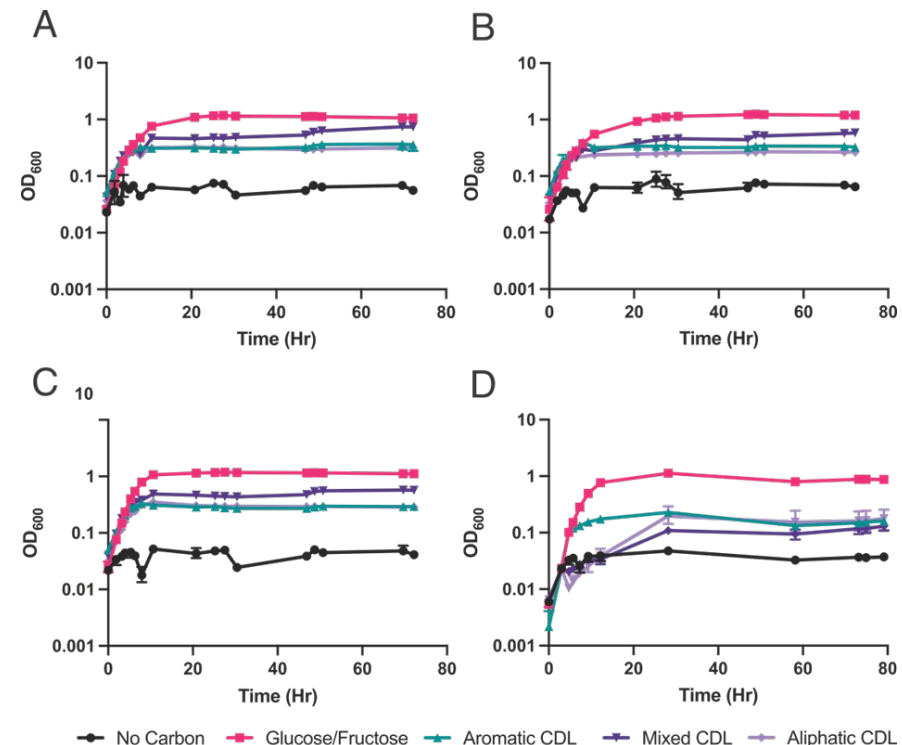 A
10
1
0.1
0.01
0.001
OD600
0 20 40 60 80
Time (Hr)
B
10
1
0.1
0.01
0.001
OD600
0 20 40 60 80
Time (Hr)
C
10
1
0.1
0.01
0.001
OD600
0 20 40 60 80
Time (Hr)
D
10
1
0.1
0.01
0.001
OD600
0 20 40 60 80
Time (Hr)
No Carbon Glucose/Fructose Aromatic CDL Mixed CDL Aliphatic CDL